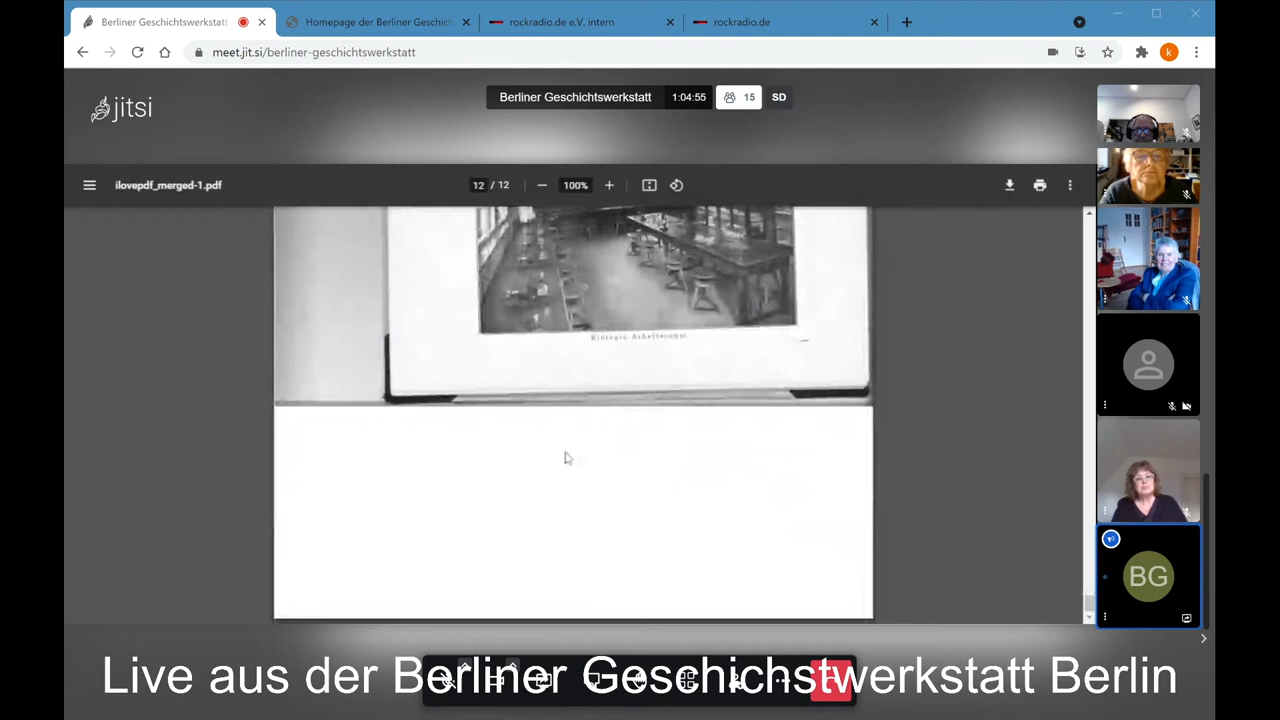 Berliner Geschichtswerkstatt
Homepage der Berliner Geschich
rockradio.de e.V. intern
rockradio.de
meet.jit.si/berliner-geschichtswerkstatt
k
jitsi
Berliner Geschichtswerkstatt 1:04:55 15 SD
ilovepdf_merged-1.pdf 12 / 12 100%
BG
Live aus der Berliner Geschichstwerkstatt Berlin